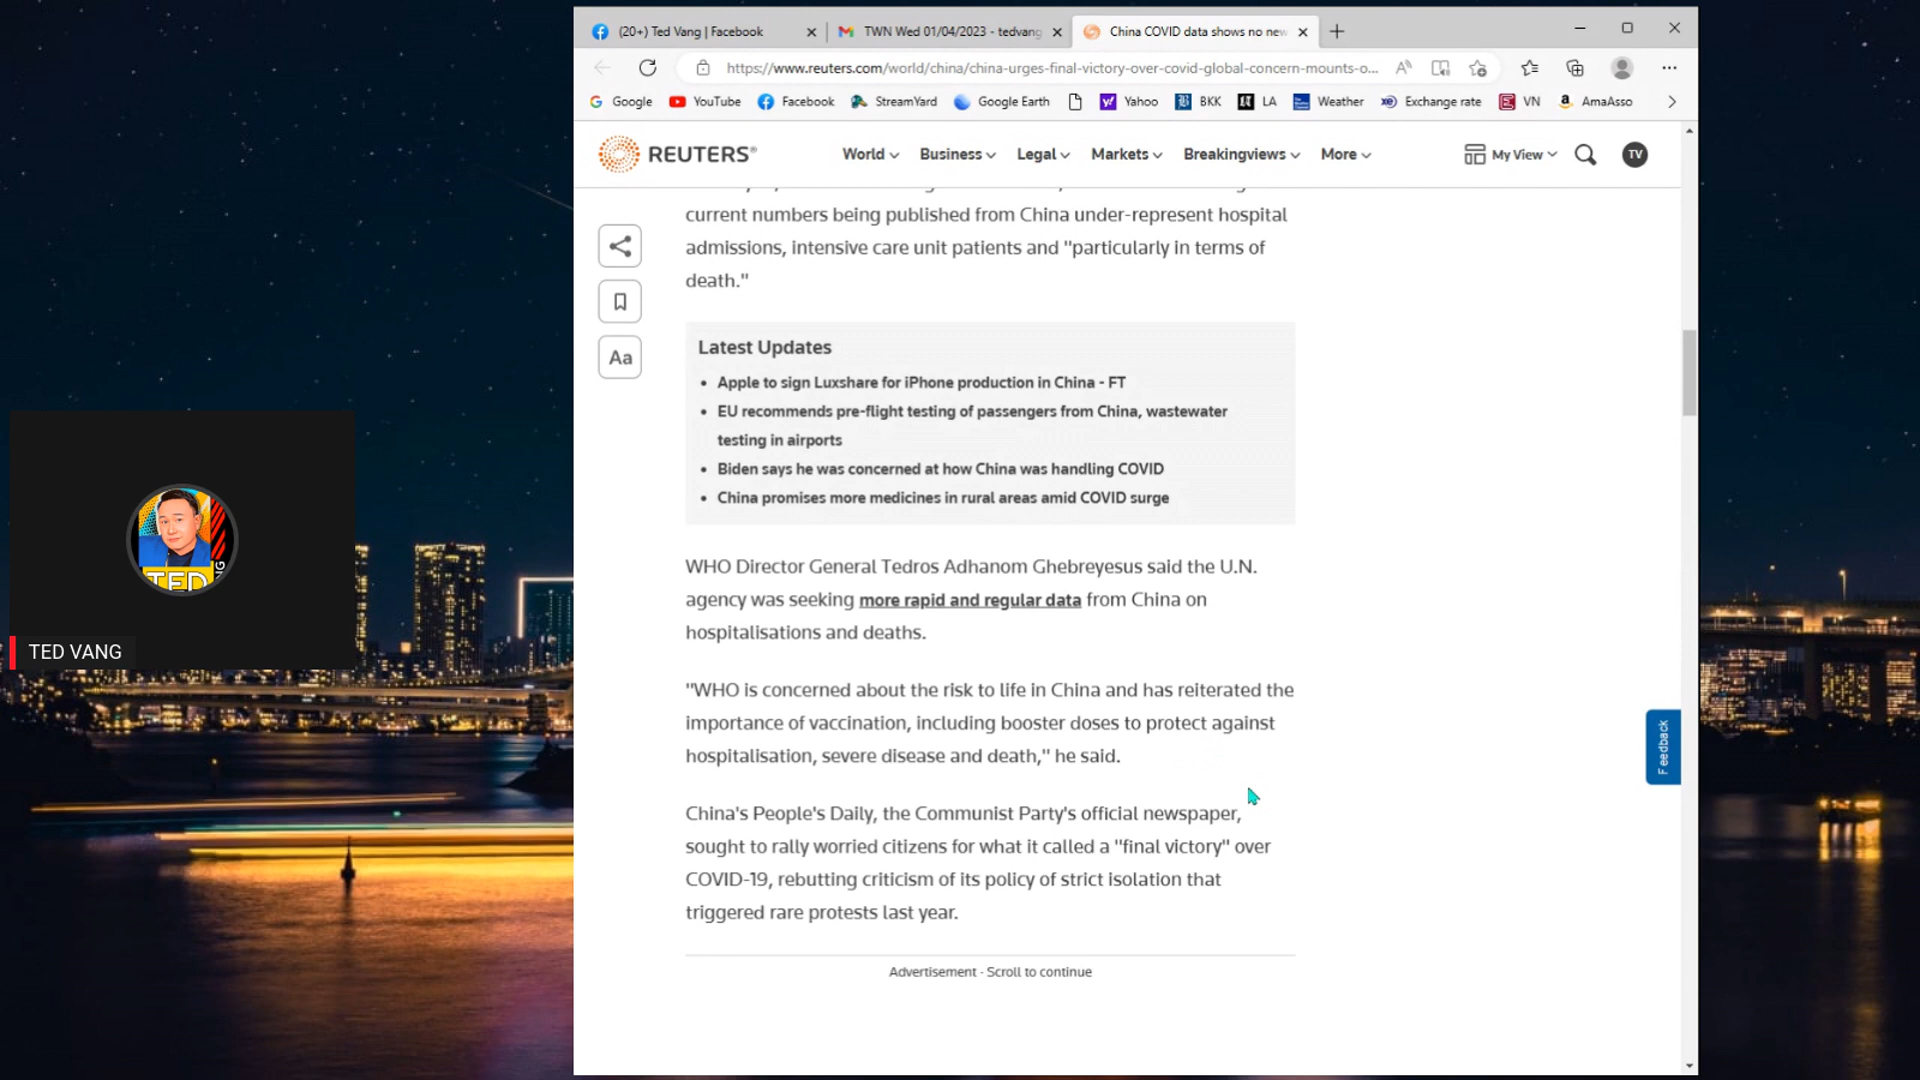 (20+) Ted Vang | Facebook
TWN Wed 01/04/2023 - tedvang
China COVID data shows no new
https://www.reuters.com/world/china/china-urges-final-victory-over-covid-global-concern-mounts-o...
Google
YouTube
Facebook
StreamYard
Google Earth
Yahoo
BKK
LA
Weather
Exchange rate
VN
AmaAsso
REUTERS®
World
Business
Legal
Markets
Breakingviews
More
My View
TV
current numbers being published from China under-represent hospital
admissions, intensive care unit patients and "particularly in terms of
death."
Aa
Latest Updates
• Apple to sign Luxshare for iPhone production in China - FT
• EU recommends pre-flight testing of passengers from China, wastewater
testing in airports
• Biden says he was concerned at how China was handling COVID
• China promises more medicines in rural areas amid COVID surge
WHO Director General Tedros Adhanom Ghebreyesus said the U.N.
agency was seeking more rapid and regular data from China on
hospitalisations and deaths.
"WHO is concerned about the risk to life in China and has reiterated the
importance of vaccination, including booster doses to protect against
hospitalisation, severe disease and death," he said.
China's People's Daily, the Communist Party's official newspaper,
sought to rally worried citizens for what it called a "final victory" over
COVID-19, rebutting criticism of its policy of strict isolation that
triggered rare protests last year.
Advertisement · Scroll to continue
Feedback
TED
TED VANG